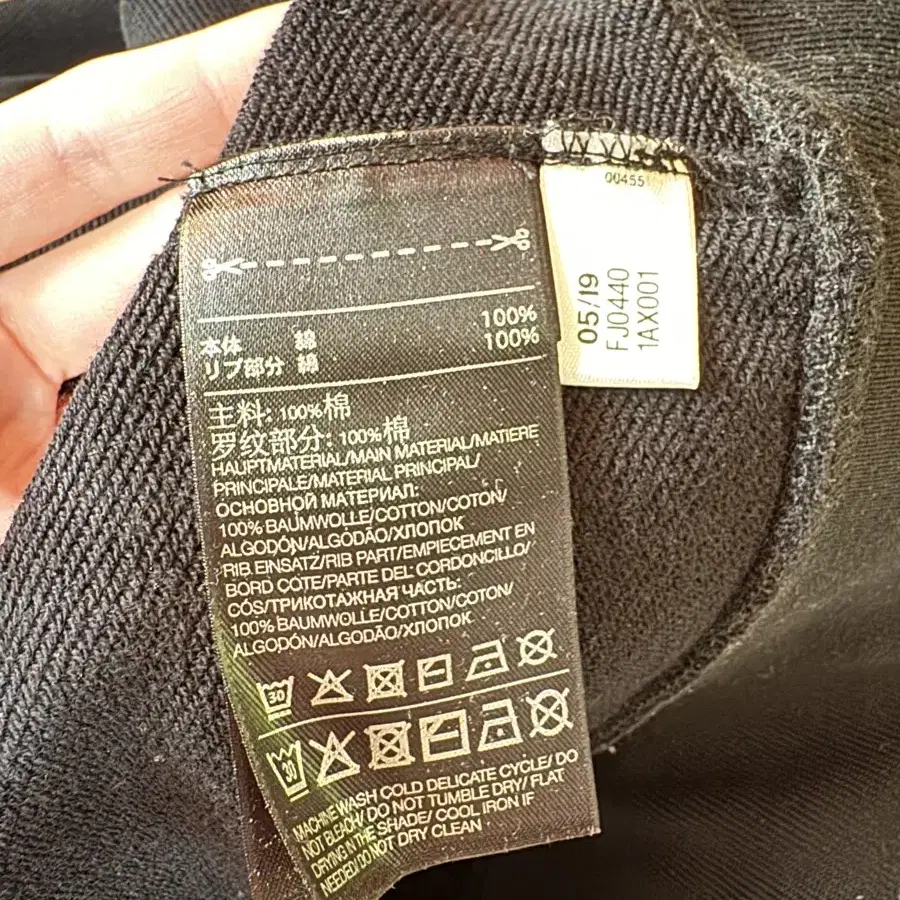 00455
05/19
FJ0440
1AX001
本体 綿 100%
リブ部分 綿 100%
主料: 100%棉
罗纹部分: 100%棉
HAUPTMATERIAL/MAIN MATERIAL/MATIERE
PRINCIPALE/MATERIAL PRINCIPAL/
ОСНОВНОЙ МАТЕРИАЛ:
100% BAUMWOLLE/COTTON/COTON/
ALGODÓN/ALGODÃO/ХЛОПОК
RIB EINSATZ/RIB PART/EMPIECEMENT EN
BORD CÔTE/PARTE DEL CORDONCILLO/
CÓS/ТРИКОТАЖНАЯ ЧАСТЬ:
100% BAUMWOLLE/COTTON/COTON/
ALGODÓN/ALGODÃO/ХЛОПОК
30
30
MACHINE WASH COLD DELICATE CYCLE/ DO
NOT BLEACH/ DO NOT TUMBLE DRY/ FLAT
DRYING IN THE SHADE/ COOL IRON IF
NEEDED/ DO NOT DRY CLEAN